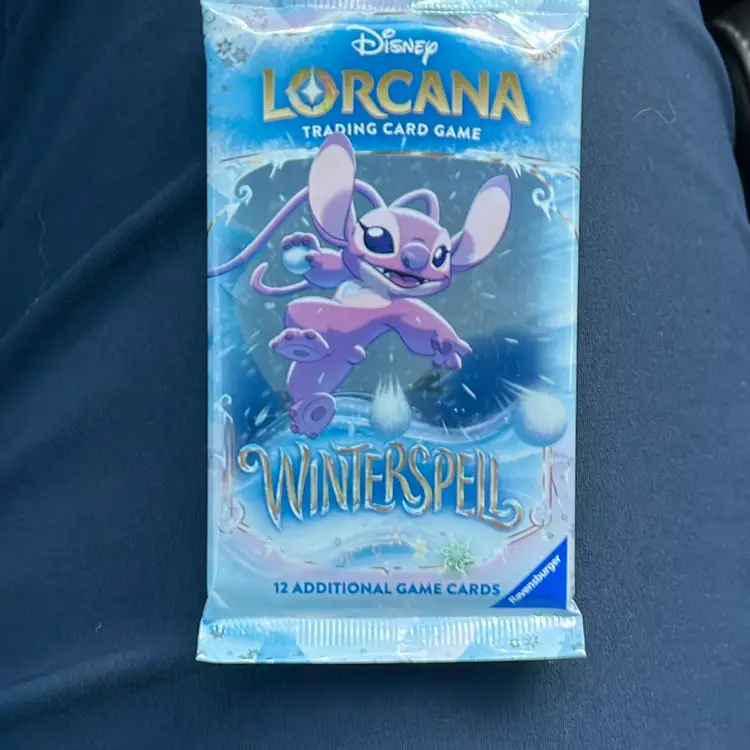 Disney
LORCANA
TRADING CARD GAME
WINTERSPELL
12 ADDITIONAL GAME CARDS
Ravensburger